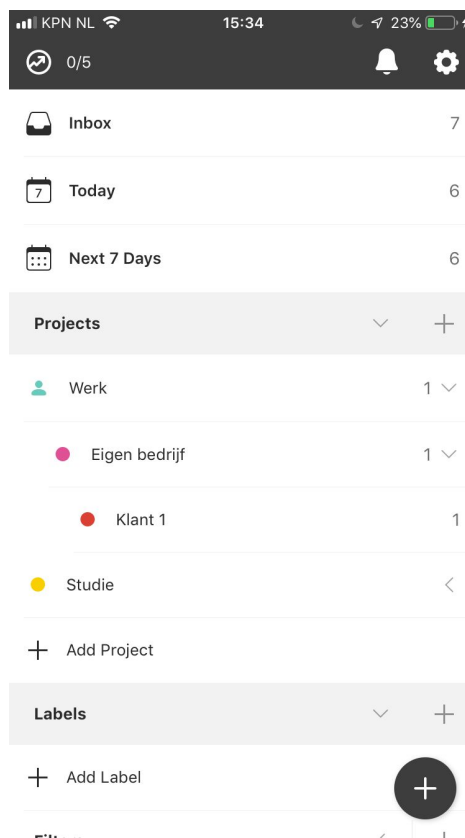 KPN NL 15:34 23%
0/5
Inbox 7
7 Today 6
Next 7 Days 6
Projects
Werk 1
Eigen bedrijf 1
Klant 1 1
Studie
Add Project
Labels
Add Label